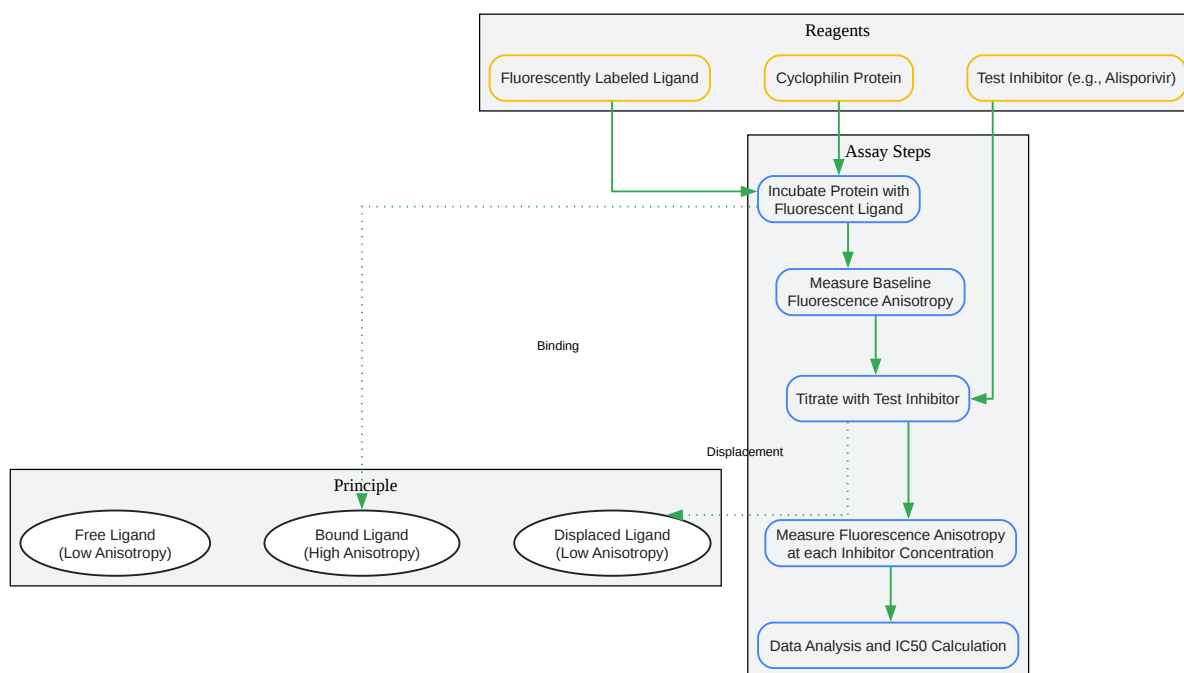 Reagents
Fluorescently Labeled Ligand
Cyclophilin Protein
Test Inhibitor (e.g., Alisporivir)
Assay Steps
Incubate Protein with
Fluorescent Ligand
Measure Baseline
Fluorescence Anisotropy
Binding
Titrate with Test Inhibitor
Displacement
Principle
Free Ligand
(Low Anisotropy)
Bound Ligand
(High Anisotropy)
Displaced Ligand
(Low Anisotropy)
Measure Fluorescence Anisotropy
at each Inhibitor Concentration
Data Analysis and IC50 Calculation